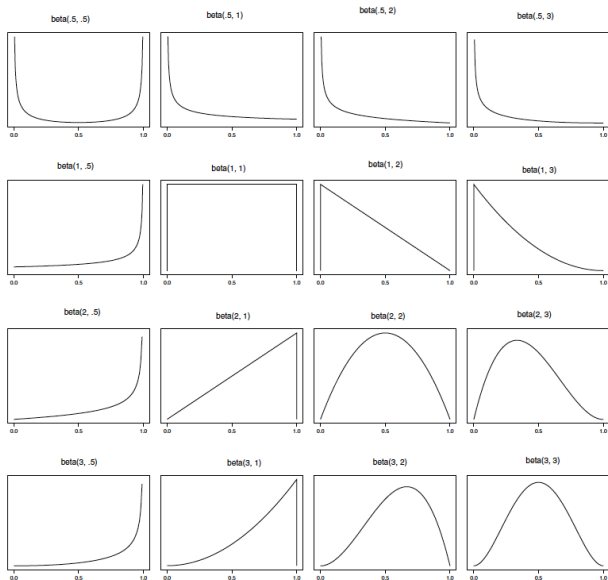 beta(.5, .5)
beta(.5, 1)
beta(.5, 2)
beta(.5, 3)
0.0 0.5 1.0
0.0 0.5 1.0
0.0 0.5 1.0
0.0 0.5 1.0
beta(1, .5)
beta(1, 1)
beta(1, 2)
beta(1, 3)
0.0 0.5 1.0
0.0 0.5 1.0
0.0 0.5 1.0
0.0 0.5 1.0
beta(2, .5)
beta(2, 1)
beta(2, 2)
beta(2, 3)
0.0 0.5 1.0
0.0 0.5 1.0
0.0 0.5 1.0
0.0 0.5 1.0
beta(3, .5)
beta(3, 1)
beta(3, 2)
beta(3, 3)
0.0 0.5 1.0
0.0 0.5 1.0
0.0 0.5 1.0
0.0 0.5 1.0